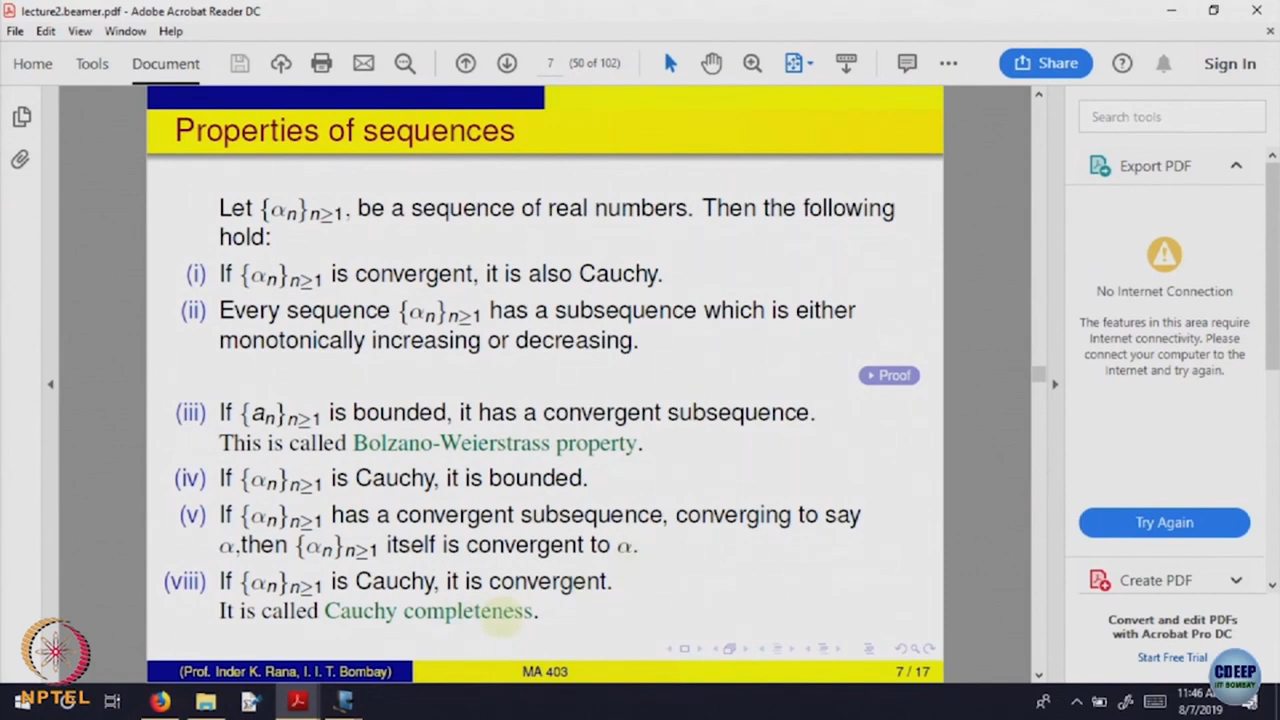 lecture2.beamer.pdf - Adobe Acrobat Reader DC
File Edit View Window Help
Home Tools Document 7 (50 of 102) Share Sign In
Properties of sequences
Let {αn}n≥1, be a sequence of real numbers. Then the following
hold:
(i) If {αn}n≥1 is convergent, it is also Cauchy.
(ii) Every sequence {αn}n≥1 has a subsequence which is either
monotonically increasing or decreasing.
Proof
(iii) If {an}n≥1 is bounded, it has a convergent subsequence.
This is called Bolzano-Weierstrass property.
(iv) If {αn}n≥1 is Cauchy, it is bounded.
(v) If {αn}n≥1 has a convergent subsequence, converging to say
α,then {αn}n≥1 itself is convergent to α.
(viii) If {αn}n≥1 is Cauchy, it is convergent.
It is called Cauchy completeness.
(Prof. Inder K. Rana, I. I. T. Bombay) MA 403 7 / 17
Search tools
Export PDF
No Internet Connection
The features in this area require
Internet connectivity. Please
connect your computer to the
Internet and try again.
Try Again
Create PDF
Convert and edit PDFs
with Acrobat Pro DC
Start Free Trial
NPTEL
CDEEP
IIT BOMBAY
11:46
8/7/2019